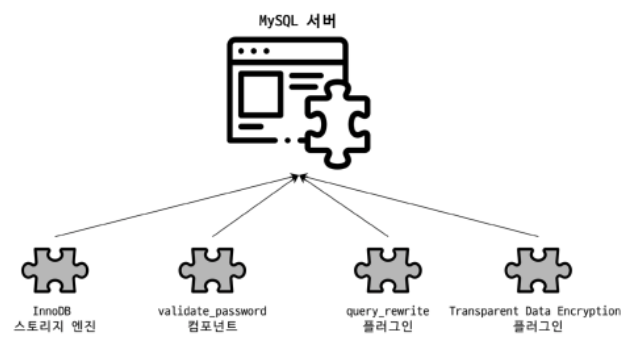 MySQL 서버
InnoDB
스토리지 엔진
validate_password
컴포넌트
query_rewrite
플러그인
Transparent Data Encryption
플러그인